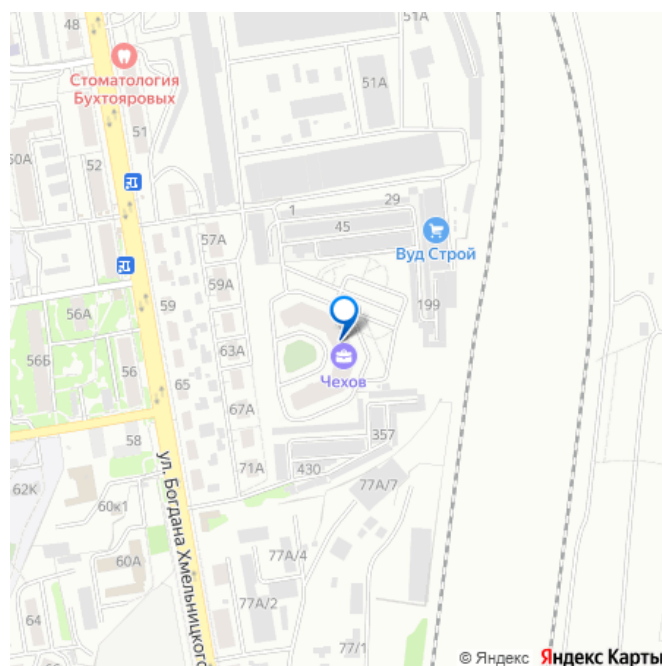 48
51А
Стоматология
Бухтояровых
51А
51
60А
52
29
1
45
57А
Вуд Строй
59А
199
59
56А
63А
56Б
56
65
Чехов
67А
357
58
71А
430
77А/7
62К
60к1
ул. Богдана Хмельницкого
77А/4
60А
77А/2
64
77/1
© Яндекс Яндекс Карты